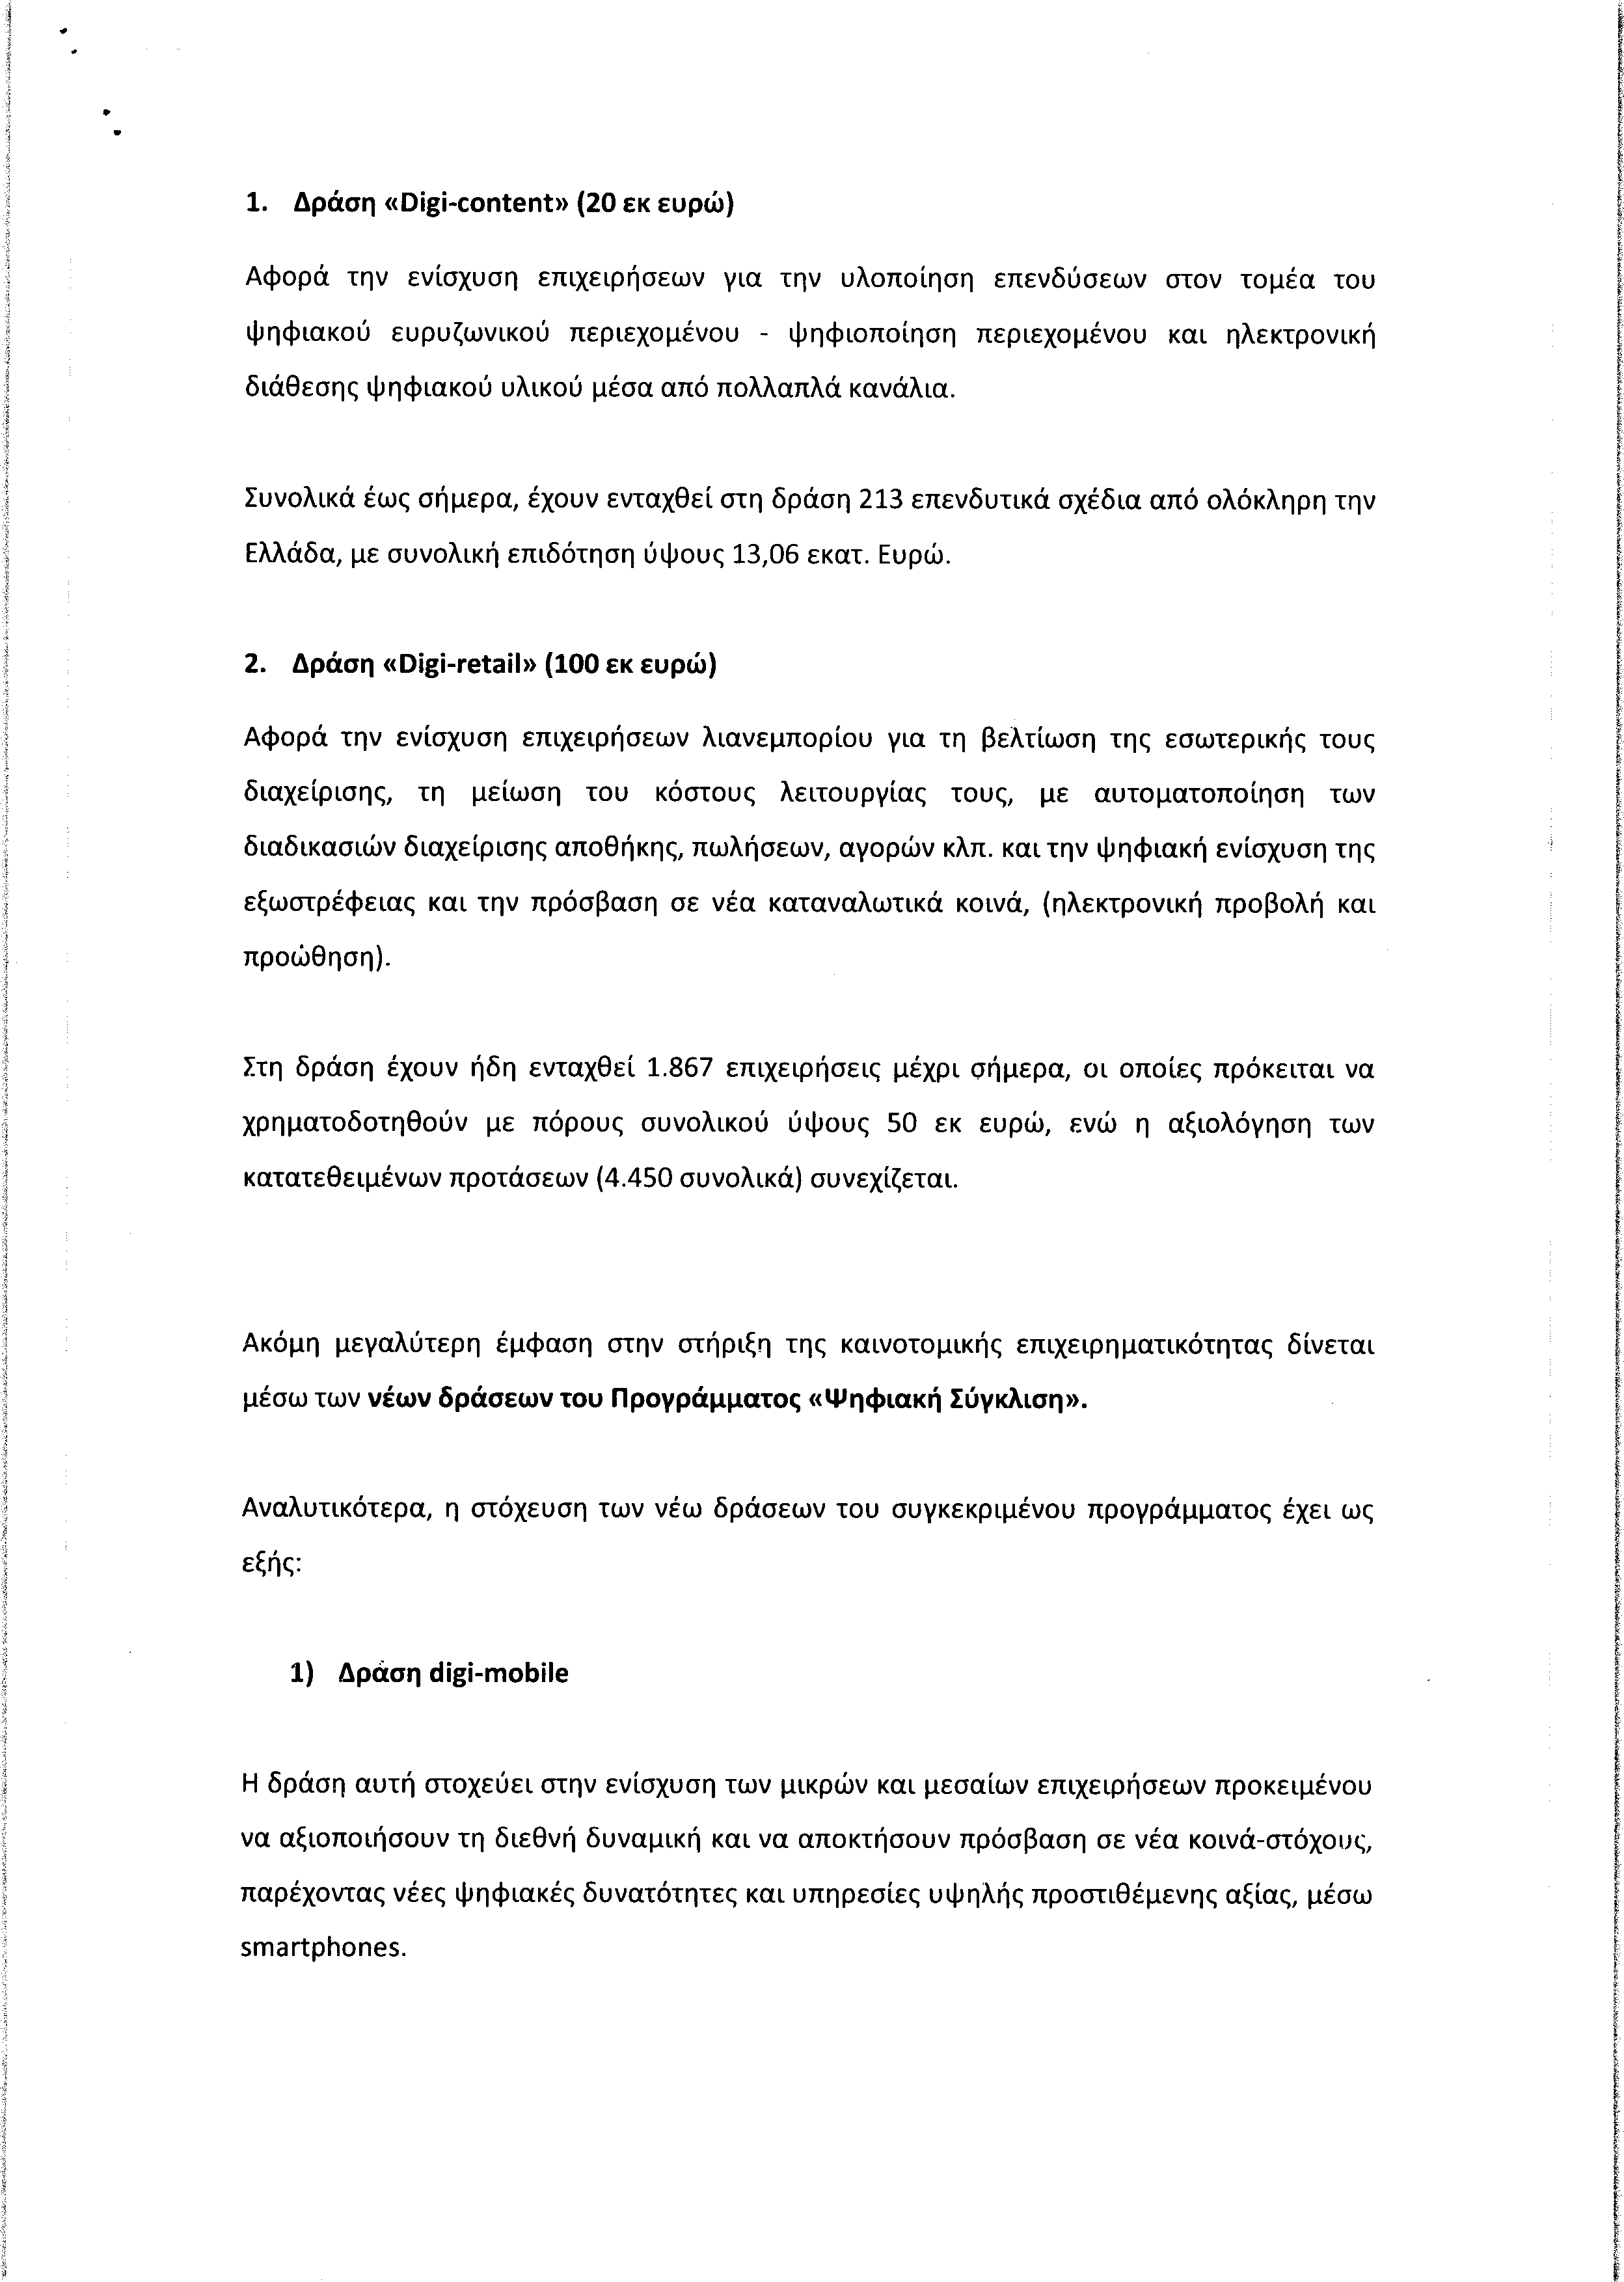 1. Δράση «Digi-content» (20 εκ ευρώ)
Αφορά την ενίσχυση επιχειρήσεων για την υλοποίηση επενδύσεων στον τομέα του
ψηφιακού ευρυζωνικού περιεχομένου - ψηφιοποίηση περιεχομένου και ηλεκτρονική
διάθεσης ψηφιακού υλικού μέσα από πολλαπλά κανάλια.
Συνολικά έως σήμερα, έχουν ενταχθεί στη δράση 213 επενδυτικά σχέδια από ολόκληρη την
Ελλάδα, με συνολική επιδότηση ύψους 13,06 εκατ. Ευρώ.
2. Δράση «Digi-retail» (100 εκ ευρώ)
Αφορά την ενίσχυση επιχειρήσεων λιανεμπορίου για τη βελτίωση της εσωτερικής τους
διαχείρισης, τη μείωση του κόστους λειτουργίας τους, με αυτοματοποίηση των
διαδικασιών διαχείρισης αποθήκης, πωλήσεων, αγορών κλπ. και την ψηφιακή ενίσχυση της
εξωστρέφειας και την πρόσβαση σε νέα καταναλωτικά κοινά, (ηλεκτρονική προβολή και
προώθηση).
Στη δράση έχουν ήδη ενταχθεί 1.867 επιχειρήσεις μέχρι σήμερα, οι οποίες πρόκειται να
χρηματοδοτηθούν με πόρους συνολικού ύψους 50 εκ ευρώ, ενώ η αξιολόγηση των
κατατεθειμένων προτάσεων (4.450 συνολικά) συνεχίζεται.
Ακόμη μεγαλύτερη έμφαση στην στήριξη της καινοτομικής επιχειρηματικότητας δίνεται
μέσω των νέων δράσεων του Προγράμματος «Ψηφιακή Σύγκλιση».
Αναλυτικότερα, η στόχευση των νέω δράσεων του συγκεκριμένου προγράμματος έχει ως
εξής:
1) Δράση digi-mobile
Η δράση αυτή στοχεύει στην ενίσχυση των μικρών και μεσαίων επιχειρήσεων προκειμένου
να αξιοποιήσουν τη διεθνή δυναμική και να αποκτήσουν πρόσβαση σε νέα κοινά-στόχους,
παρέχοντας νέες ψηφιακές δυνατότητες και υπηρεσίες υψηλής προστιθέμενης αξίας, μέσω
smartphones.